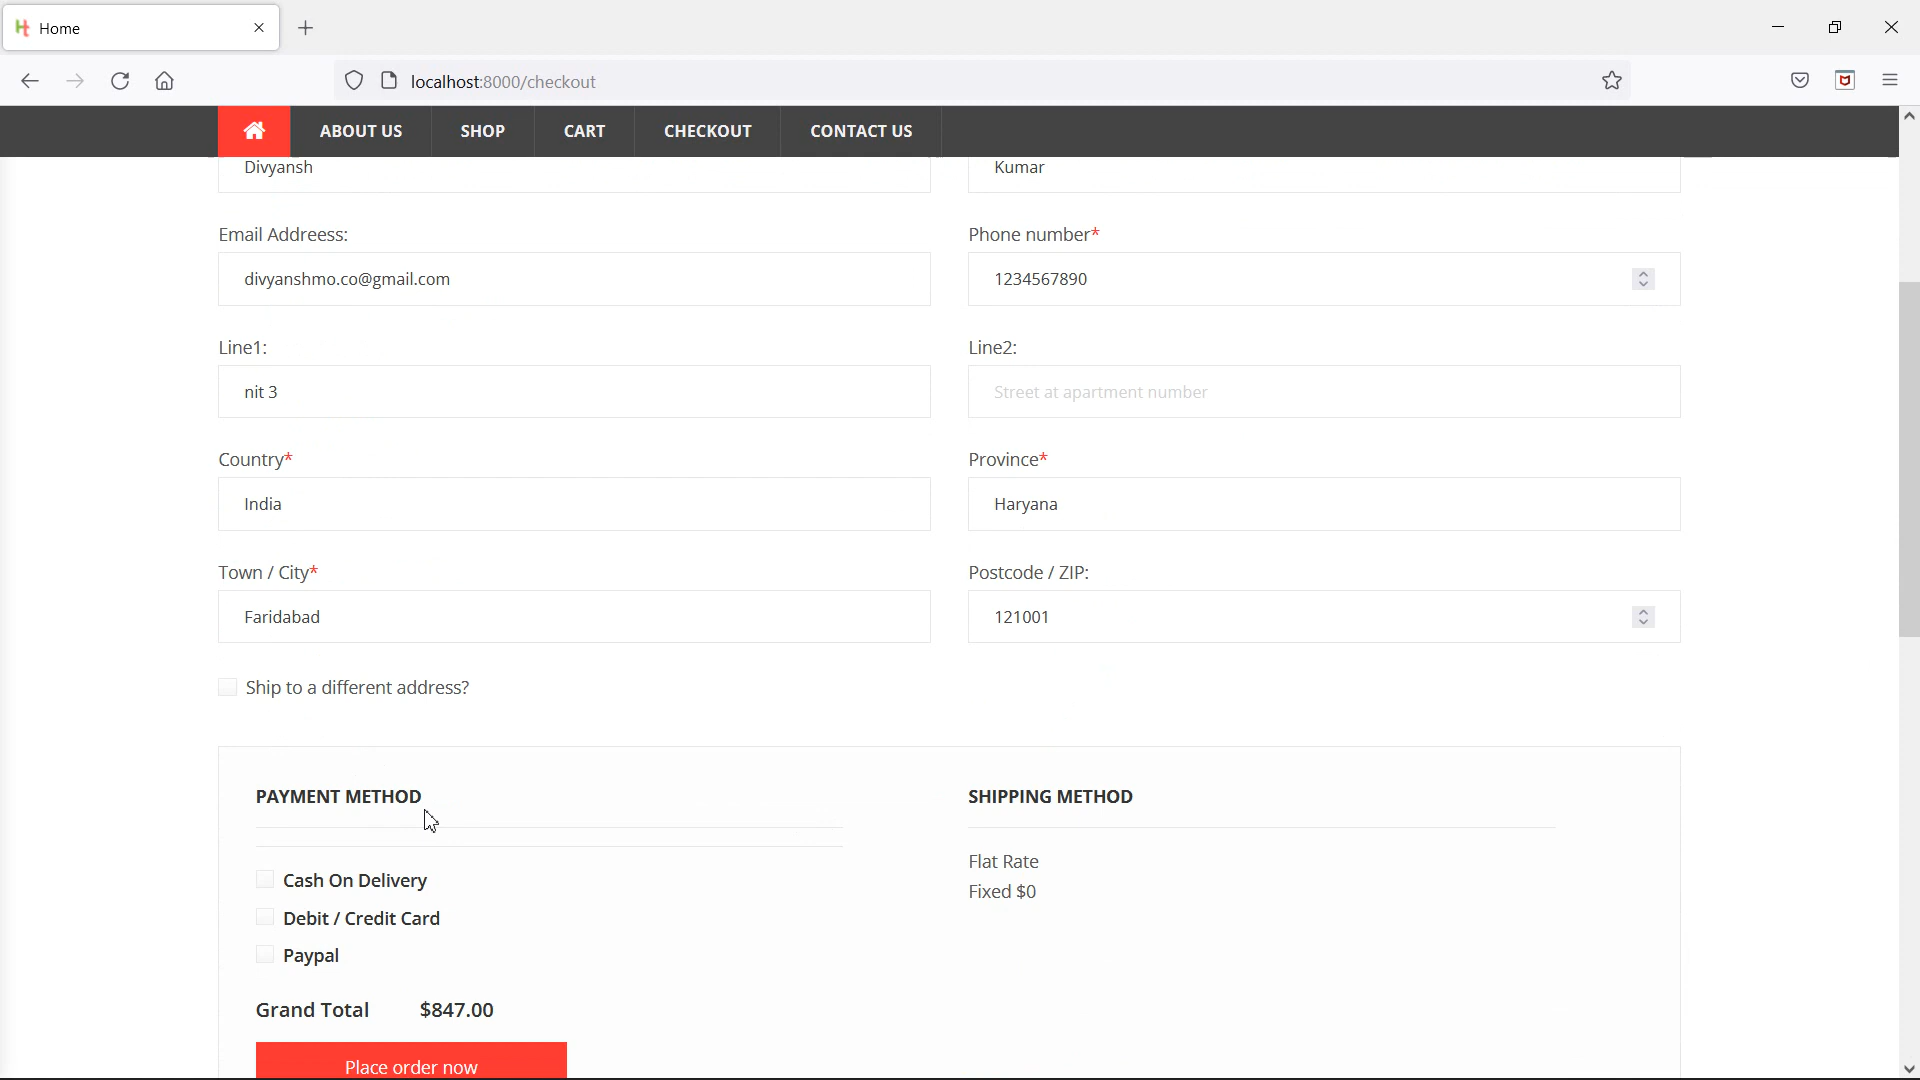 Home
localhost:8000/checkout
ABOUT US SHOP CART CHECKOUT CONTACT US
Divyansh Kumar
Email Addreess: Phone number*
divyanshmo.co@gmail.com 1234567890
Line1: Line2:
nit 3 Street at apartment number
Country* Province*
India Haryana
Town / City* Postcode / ZIP:
Faridabad 121001
Ship to a different address?
PAYMENT METHOD SHIPPING METHOD
Cash On Delivery Flat Rate
Debit / Credit Card Fixed $0
Paypal
Grand Total $847.00
Place order now